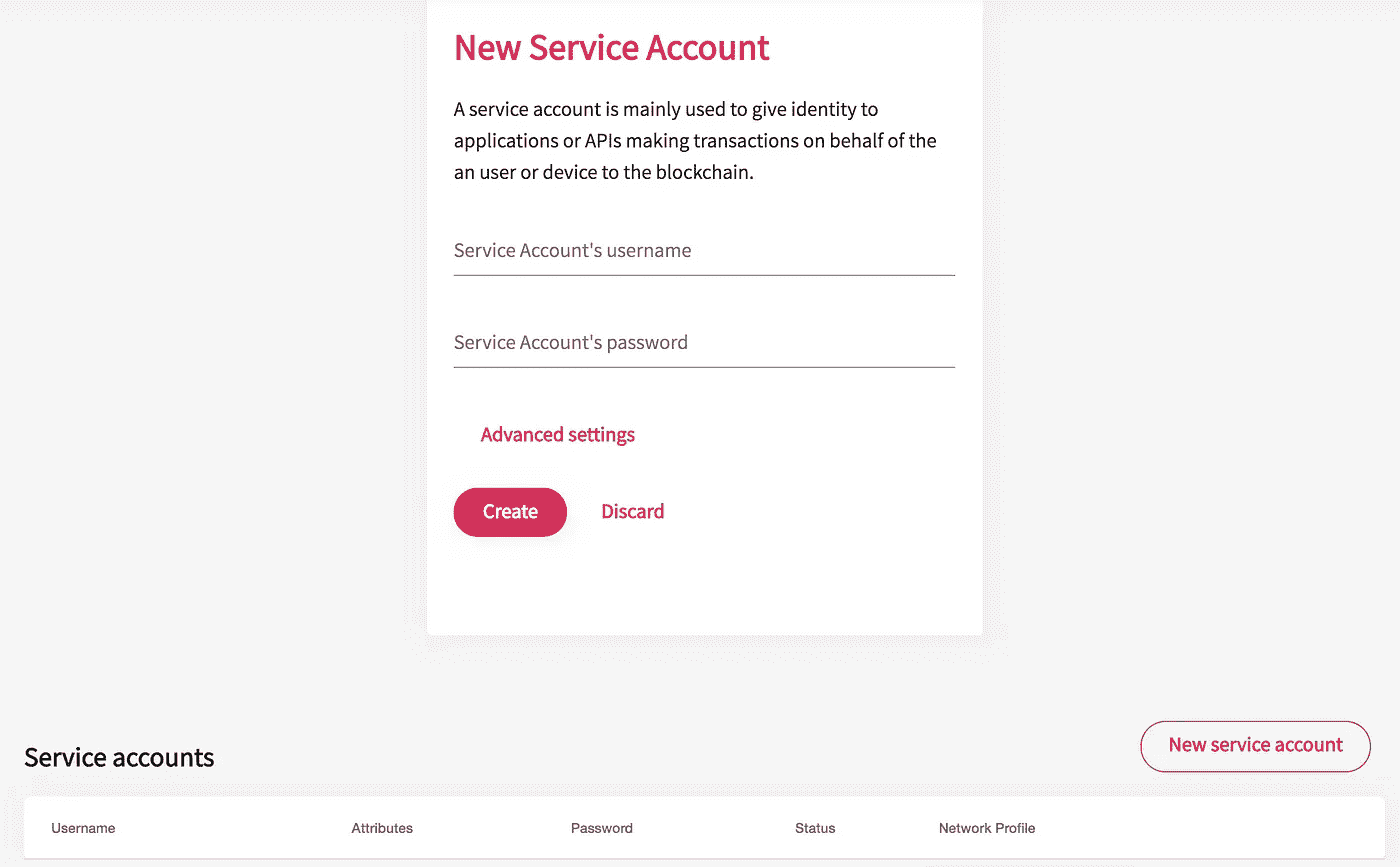 New Service Account
A service account is mainly used to give identity to
applications or APIs making transactions on behalf of the
an user or device to the blockchain.
Service Account's username
Service Account's password
Advanced settings
Create Discard
Service accounts New service account
Username Attributes Password Status Network Profile